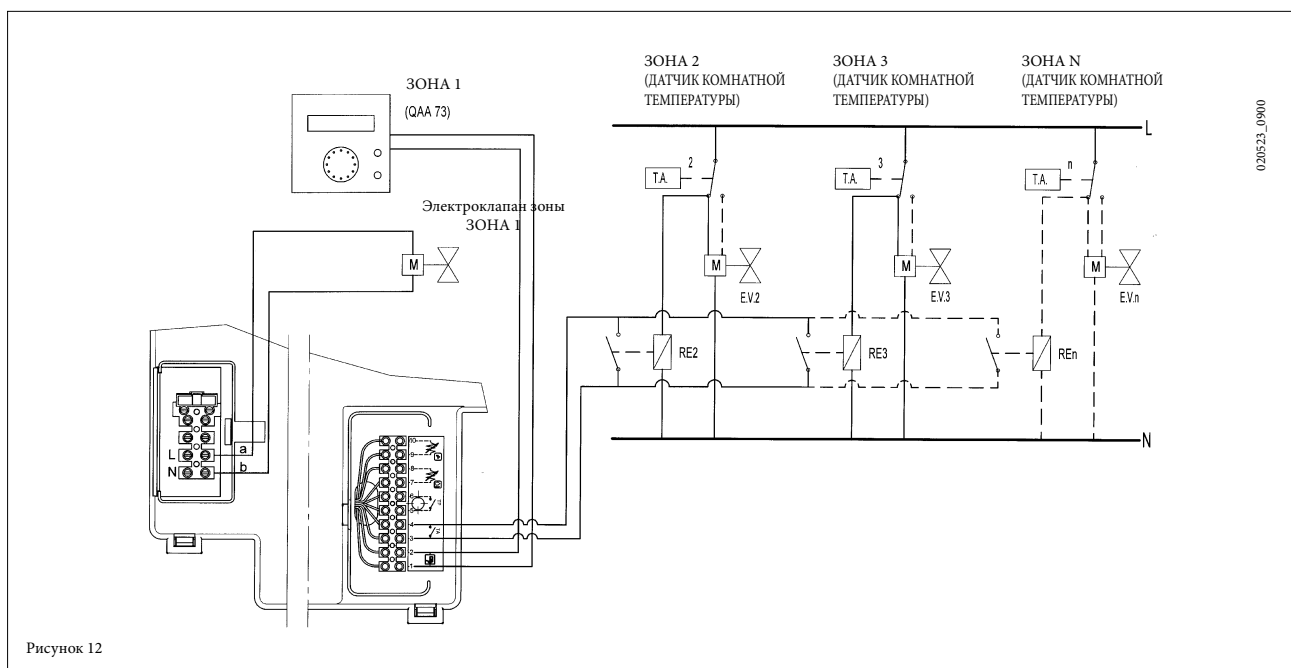 ЗОНА 1
(QAA 73)
ЗОНА 2
(ДАТЧИК КОМНАТНОЙ
ТЕМПЕРАТУРЫ)
ЗОНА 3
(ДАТЧИК КОМНАТНОЙ
ТЕМПЕРАТУРЫ)
ЗОНА N
(ДАТЧИК КОМНАТНОЙ
ТЕМПЕРАТУРЫ)
020523_0900
L
2
T.A.
3
T.A.
n
T.A.
Электроклапан зоны
ЗОНА 1
M
M
E.V.2
M
E.V.3
M
E.V.n
RE2
RE3
REn
N
a
L
b
N
10
9
8
7
6
5
4
3
2
1
Рисунок 12